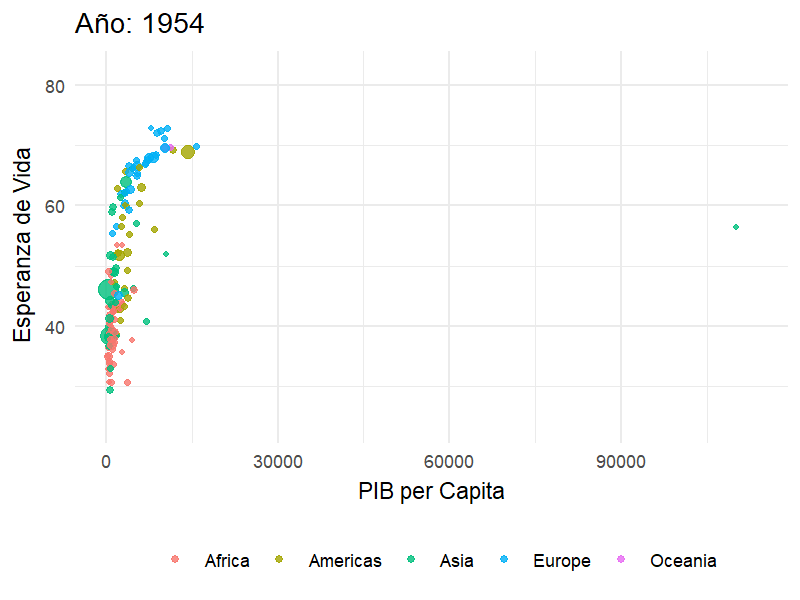 Año: 1954
80
60
40
Esperanza de Vida
0 30000 60000 90000
PIB per Capita
Africa Americas Asia Europe Oceania